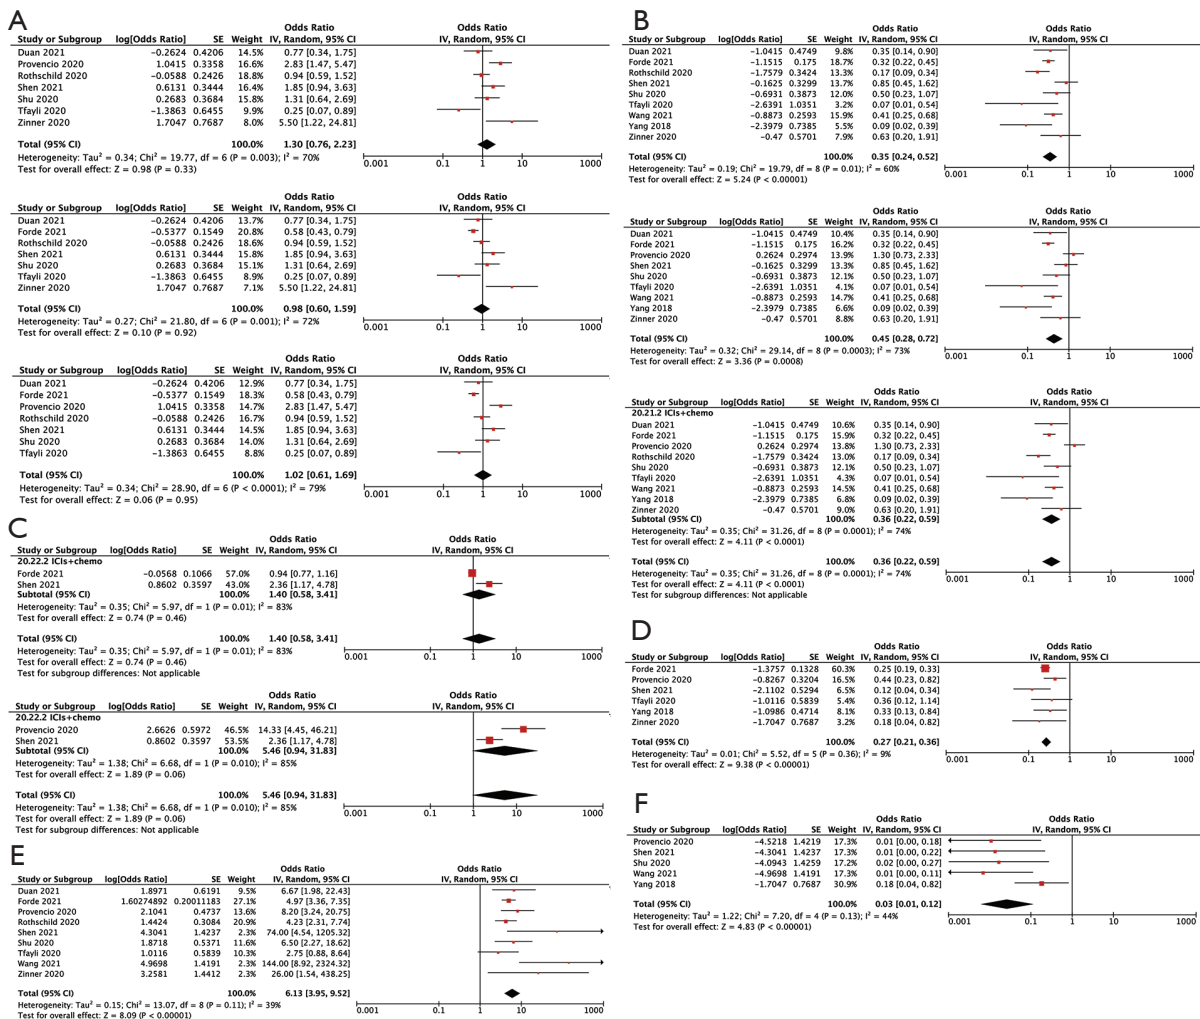 A
Odds Ratio Odds Ratio
Study or Subgroup log[Odds Ratio] SE Weight IV, Random, 95% CI IV, Random, 95% CI
Duan 2021 −0.2624 0.4206 14.5% 0.77 [0.34, 1.75]
Provencio 2020 1.0415 0.3358 16.6% 2.83 [1.47, 5.47]
Rothschild 2020 −0.0588 0.2426 18.8% 0.94 [0.59, 1.52]
Shen 2021 0.6131 0.3444 16.4% 1.85 [0.94, 3.63]
Shu 2020 0.2683 0.3684 15.8% 1.31 [0.64, 2.69]
Tfayli 2020 −1.3863 0.6455 9.9% 0.25 [0.07, 0.89]
Zinner 2020 1.7047 0.7687 8.0% 5.50 [1.22, 24.81]
Total (95% CI) 100.0% 1.30 [0.76, 2.23]
Heterogeneity: Tau² = 0.34; Chi² = 19.77, df = 6 (P = 0.003); I² = 70%
Test for overall effect: Z = 0.98 (P = 0.33)
0.001 0.1 1 10 1000
Odds Ratio Odds Ratio
Study or Subgroup log[Odds Ratio] SE Weight IV, Random, 95% CI IV, Random, 95% CI
Duan 2021 −0.2624 0.4206 13.7% 0.77 [0.34, 1.75]
Forde 2021 −0.5377 0.1549 20.8% 0.58 [0.43, 0.79]
Rothschild 2020 −0.0588 0.2426 18.6% 0.94 [0.59, 1.52]
Shen 2021 0.6131 0.3444 15.8% 1.85 [0.94, 3.63]
Shu 2020 0.2683 0.3684 15.1% 1.31 [0.64, 2.69]
Tfayli 2020 −1.3863 0.6455 8.9% 0.25 [0.07, 0.89]
Zinner 2020 1.7047 0.7687 7.1% 5.50 [1.22, 24.81]
Total (95% CI) 100.0% 0.98 [0.60, 1.59]
Heterogeneity: Tau² = 0.27; Chi² = 21.80, df = 6 (P = 0.001); I² = 72%
Test for overall effect: Z = 0.10 (P = 0.92)
0.001 0.1 1 10 1000
Odds Ratio Odds Ratio
Study or Subgroup log[Odds Ratio] SE Weight IV, Random, 95% CI IV, Random, 95% CI
Duan 2021 −0.2624 0.4206 12.9% 0.77 [0.34, 1.75]
Forde 2021 −0.5377 0.1549 18.3% 0.58 [0.43, 0.79]
Provencio 2020 1.0415 0.3358 14.7% 2.83 [1.47, 5.47]
Rothschild 2020 −0.0588 0.2426 16.7% 0.94 [0.59, 1.52]
Shen 2021 0.6131 0.3444 14.5% 1.85 [0.94, 3.63]
Shu 2020 0.2683 0.3684 14.0% 1.31 [0.64, 2.69]
Tfayli 2020 −1.3863 0.6455 8.9% 0.25 [0.07, 0.89]
Total (95% CI) 100.0% 1.02 [0.61, 1.69]
Heterogeneity: Tau² = 0.34; Chi² = 28.90, df = 6 (P < 0.0001); I² = 79%
Test for overall effect: Z = 0.06 (P = 0.95)
0.001 0.1 1 10 1000
B
Odds Ratio Odds Ratio
Study or Subgroup log[Odds Ratio] SE Weight IV, Random, 95% CI IV, Random, 95% CI
Duan 2021 −1.0415 0.4749 9.8% 0.35 [0.14, 0.90]
Forde 2021 −1.1515 0.175 18.7% 0.32 [0.22, 0.45]
Rothschild 2020 −1.7579 0.3424 13.3% 0.17 [0.09, 0.34]
Shen 2021 −0.1625 0.3299 13.7% 0.85 [0.45, 1.62]
Shu 2020 −0.6931 0.3873 12.0% 0.50 [0.23, 1.07]
Tfayli 2020 −2.6391 1.0351 3.2% 0.07 [0.01, 0.54]
Wang 2021 −0.8873 0.2593 15.9% 0.41 [0.25, 0.68]
Yang 2018 −2.3979 0.7385 5.5% 0.09 [0.02, 0.39]
Zinner 2020 −0.47 0.5701 7.9% 0.63 [0.20, 1.91]
Total (95% CI) 100.0% 0.35 [0.24, 0.52]
Heterogeneity: Tau² = 0.19; Chi² = 19.79, df = 8 (P = 0.01); I² = 60%
Test for overall effect: Z = 5.24 (P < 0.00001)
0.001 0.1 1 10 1000
Odds Ratio Odds Ratio
Study or Subgroup log[Odds Ratio] SE Weight IV, Random, 95% CI IV, Random, 95% CI
Duan 2021 −1.0415 0.4749 10.4% 0.35 [0.14, 0.90]
Forde 2021 −1.1515 0.175 16.2% 0.32 [0.22, 0.45]
Provencio 2020 0.2624 0.2974 13.9% 1.30 [0.73, 2.33]
Shen 2021 −0.1625 0.3299 13.3% 0.85 [0.45, 1.62]
Shu 2020 −0.6931 0.3873 12.1% 0.50 [0.23, 1.07]
Tfayli 2020 −2.6391 1.0351 4.1% 0.07 [0.01, 0.54]
Wang 2021 −0.8873 0.2593 14.7% 0.41 [0.25, 0.68]
Yang 2018 −2.3979 0.7385 6.6% 0.09 [0.02, 0.39]
Zinner 2020 −0.47 0.5701 8.8% 0.63 [0.20, 1.91]
Total (95% CI) 100.0% 0.45 [0.28, 0.72]
Heterogeneity: Tau² = 0.32; Chi² = 29.14, df = 8 (P = 0.0003); I² = 73%
Test for overall effect: Z = 3.36 (P = 0.0008)
0.001 0.1 1 10 1000
Odds Ratio Odds Ratio
Study or Subgroup log[Odds Ratio] SE Weight IV, Random, 95% CI IV, Random, 95% CI
20.21.2 ICIs+chemo
Duan 2021 −1.0415 0.4749 10.6% 0.35 [0.14, 0.90]
Forde 2021 −1.1515 0.175 15.9% 0.32 [0.22, 0.45]
Provencio 2020 0.2624 0.2974 13.9% 1.30 [0.73, 2.33]
Rothschild 2020 −1.7579 0.3424 13.1% 0.17 [0.09, 0.34]
Shu 2020 −0.6931 0.3873 12.1% 0.50 [0.23, 1.07]
Tfayli 2020 −2.6391 1.0351 4.3% 0.07 [0.01, 0.54]
Wang 2021 −0.8873 0.2593 14.5% 0.41 [0.25, 0.68]
Yang 2018 −2.3979 0.7385 6.8% 0.09 [0.02, 0.39]
Zinner 2020 −0.47 0.5701 9.0% 0.63 [0.20, 1.91]
Subtotal (95% CI) 100.0% 0.36 [0.22, 0.59]
Heterogeneity: Tau² = 0.35; Chi² = 31.26, df = 8 (P = 0.0001); I² = 74%
Test for overall effect: Z = 4.11 (P < 0.0001)
Total (95% CI) 100.0% 0.36 [0.22, 0.59]
Heterogeneity: Tau² = 0.35; Chi² = 31.26, df = 8 (P = 0.0001); I² = 74%
Test for overall effect: Z = 4.11 (P < 0.0001)
Test for subgroup differences: Not applicable
0.001 0.1 1 10 1000
C
Odds Ratio Odds Ratio
Study or Subgroup log[Odds Ratio] SE Weight IV, Random, 95% CI IV, Random, 95% CI
20.22.2 ICIs+chemo
Forde 2021 −0.0568 0.1066 57.0% 0.94 [0.77, 1.16]
Shen 2021 0.8602 0.3597 43.0% 2.36 [1.17, 4.78]
Subtotal (95% CI) 100.0% 1.40 [0.58, 3.41]
Heterogeneity: Tau² = 0.35; Chi² = 5.97, df = 1 (P = 0.01); I² = 83%
Test for overall effect: Z = 0.74 (P = 0.46)
Total (95% CI) 100.0% 1.40 [0.58, 3.41]
Heterogeneity: Tau² = 0.35; Chi² = 5.97, df = 1 (P = 0.01); I² = 83%
Test for overall effect: Z = 0.74 (P = 0.46)
Test for subgroup differences: Not applicable
0.001 0.1 1 10 1000
Odds Ratio Odds Ratio
Study or Subgroup log[Odds Ratio] SE Weight IV, Random, 95% CI IV, Random, 95% CI
20.22.2 ICIs+chemo
Provencio 2020 2.6626 0.5972 46.5% 14.33 [4.45, 46.21]
Shen 2021 0.8602 0.3597 53.5% 2.36 [1.17, 4.78]
Subtotal (95% CI) 100.0% 5.46 [0.94, 31.83]
Heterogeneity: Tau² = 1.38; Chi² = 6.68, df = 1 (P = 0.010); I² = 85%
Test for overall effect: Z = 1.89 (P = 0.06)
Total (95% CI) 100.0% 5.46 [0.94, 31.83]
Heterogeneity: Tau² = 1.38; Chi² = 6.68, df = 1 (P = 0.010); I² = 85%
Test for overall effect: Z = 1.89 (P = 0.06)
Test for subgroup differences: Not applicable
0.001 0.1 1 10 1000
D
Odds Ratio Odds Ratio
Study or Subgroup log[Odds Ratio] SE Weight IV, Random, 95% CI IV, Random, 95% CI
Forde 2021 −1.3757 0.1328 60.3% 0.25 [0.19, 0.33]
Provencio 2020 −0.8267 0.3204 16.1% 0.44 [0.23, 0.82]
Shen 2021 −2.1102 0.5294 6.5% 0.12 [0.04, 0.34]
Tfayli 2020 −1.0116 0.5839 5.4% 0.36 [0.12, 1.14]
Yang 2018 −1.0986 0.4714 8.1% 0.33 [0.13, 0.84]
Zinner 2020 −1.7047 0.7687 3.2% 0.18 [0.04, 0.82]
Total (95% CI) 100.0% 0.27 [0.21, 0.36]
Heterogeneity: Tau² = 0.01; Chi² = 5.52, df = 5 (P = 0.36); I² = 9%
Test for overall effect: Z = 9.38 (P < 0.00001)
0.001 0.1 1 10 1000
E
Odds Ratio Odds Ratio
Study or Subgroup log[Odds Ratio] SE Weight IV, Random, 95% CI IV, Random, 95% CI
Duan 2021 1.8971 0.6191 9.5% 6.67 [1.98, 22.43]
Forde 2021 1.60274892 0.20011183 27.1% 4.97 [3.36, 7.35]
Provencio 2020 2.1041 0.4737 13.6% 8.20 [3.24, 20.75]
Rothschild 2020 1.4424 0.3084 20.9% 4.23 [2.31, 7.74]
Shen 2021 4.3041 1.4237 2.3% 74.00 [4.54, 1205.32]
Shu 2020 1.8718 0.5371 11.6% 6.50 [2.27, 18.62]
Tfayli 2020 1.0116 0.5839 10.3% 2.75 [0.88, 8.64]
Wang 2021 4.9698 1.4191 2.3% 144.00 [8.92, 2324.32]
Zinner 2020 3.2581 1.4412 2.3% 26.00 [1.54, 438.25]
Total (95% CI) 100.0% 6.13 [3.95, 9.52]
Heterogeneity: Tau² = 0.15; Chi² = 13.07, df = 8 (P = 0.11); I² = 39%
Test for overall effect: Z = 8.09 (P < 0.00001)
0.001 0.1 1 10 1000
F
Odds Ratio Odds Ratio
Study or Subgroup log[Odds Ratio] SE Weight IV, Random, 95% CI IV, Random, 95% CI
Provencio 2020 −4.5218 1.4219 17.3% 0.01 [0.00, 0.18]
Shen 2021 −4.3041 1.4237 17.3% 0.01 [0.00, 0.22]
Shu 2020 −4.0943 1.4259 17.3% 0.02 [0.00, 0.27]
Wang 2021 −4.9698 1.4191 17.3% 0.01 [0.00, 0.11]
Yang 2018 −1.7047 0.7687 30.9% 0.18 [0.04, 0.82]
Total (95% CI) 100.0% 0.03 [0.01, 0.12]
Heterogeneity: Tau² = 1.22; Chi² = 7.20, df = 4 (P = 0.13); I² = 44%
Test for overall effect: Z = 4.83 (P < 0.00001)
0.001 0.1 1 10 1000